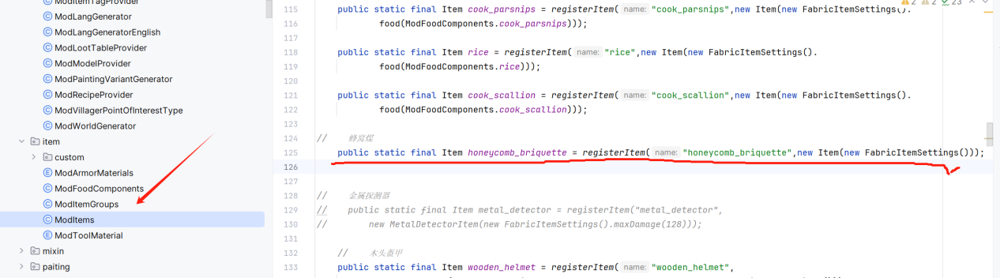 ModItemTagProvider
ModLangGenerator
ModLangGeneratorEnglish
ModLootTableProvider
ModModelProvider
ModPaintingVariantGenerator
ModRecipeProvider
ModVillagerPointOfInterestType
ModWorldGenerator
item
custom
ModArmorMaterials
ModFoodComponents
ModItemGroups
ModItems
ModToolMaterial
mixin
paiting
2 2 23
115 public static final Item cook_parsnips = registerItem( name: "cook_parsnips",new Item(new FabricItemSettings().
116 food(ModFoodComponents.cook_parsnips)));
117
118 public static final Item rice = registerItem( name: "rice",new Item(new FabricItemSettings().
119 food(ModFoodComponents.rice)));
120
121 public static final Item cook_scallion = registerItem( name: "cook_scallion",new Item(new FabricItemSettings().
122 food(ModFoodComponents.cook_scallion)));
123
124 // 蜂窝煤
125 public static final Item honeycomb_briquette = registerItem( name: "honeycomb_briquette",new Item(new FabricItemSettings()));
126
127
128 // 金属探测器
129 // public static final Item metal_detector = registerItem("metal_detector",
130 // new MetalDetectorItem(new FabricItemSettings().maxDamage(128)));
131
132 // 木头盔甲
133 public static final Item wooden_helmet = registerItem( name: "wooden_helmet",